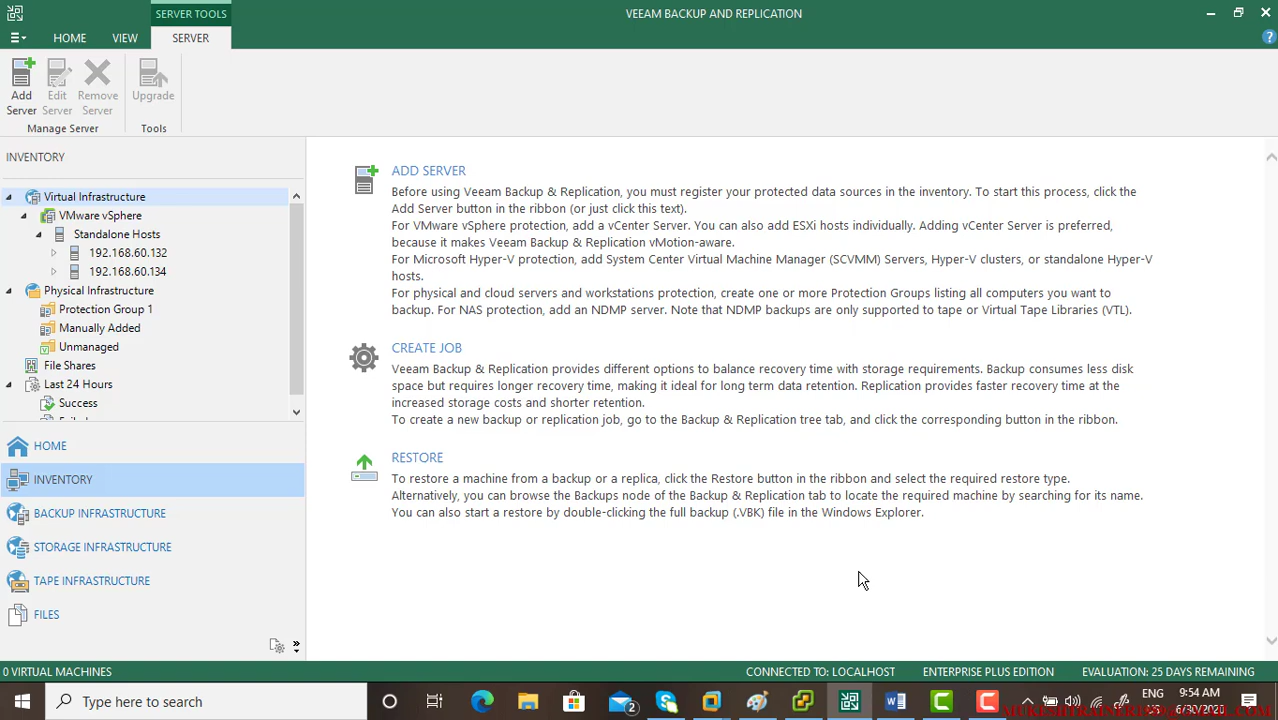 SERVER TOOLS
VEEAM BACKUP AND REPLICATION
HOME
VIEW
SERVER
Add Server
Edit Server
Remove Server
Upgrade
Manage Server
Tools
INVENTORY
Virtual Infrastructure
VMware vSphere
Standalone Hosts
192.168.60.132
192.168.60.134
Physical Infrastructure
Protection Group 1
Manually Added
Unmanaged
File Shares
Last 24 Hours
Success
HOME
INVENTORY
BACKUP INFRASTRUCTURE
STORAGE INFRASTRUCTURE
TAPE INFRASTRUCTURE
FILES
ADD SERVER
Before using Veeam Backup & Replication, you must register your protected data sources in the inventory. To start this process, click the
Add Server button in the ribbon (or just click this text).
For VMware vSphere protection, add a vCenter Server. You can also add ESXi hosts individually. Adding vCenter Server is preferred,
because it makes Veeam Backup & Replication vMotion-aware.
For Microsoft Hyper-V protection, add System Center Virtual Machine Manager (SCVMM) Servers, Hyper-V clusters, or standalone Hyper-V
hosts.
For physical and cloud servers and workstations protection, create one or more Protection Groups listing all computers you want to
backup. For NAS protection, add an NDMP server. Note that NDMP backups are only supported to tape or Virtual Tape Libraries (VTL).
CREATE JOB
Veeam Backup & Replication provides different options to balance recovery time with storage requirements. Backup consumes less disk
space but requires longer recovery time, making it ideal for long term data retention. Replication provides faster recovery time at the
increased storage costs and shorter retention.
To create a new backup or replication job, go to the Backup & Replication tree tab, and click the corresponding button in the ribbon.
RESTORE
To restore a machine from a backup or a replica, click the Restore button in the ribbon and select the required restore type.
Alternatively, you can browse the Backups node of the Backup & Replication tab to locate the required machine by searching for its name.
You can also start a restore by double-clicking the full backup (.VBK) file in the Windows Explorer.
0 VIRTUAL MACHINES
CONNECTED TO: LOCALHOST
ENTERPRISE PLUS EDITION
EVALUATION: 25 DAYS REMAINING
Type here to search
2
ENG
9:54 AM
6/30/2020